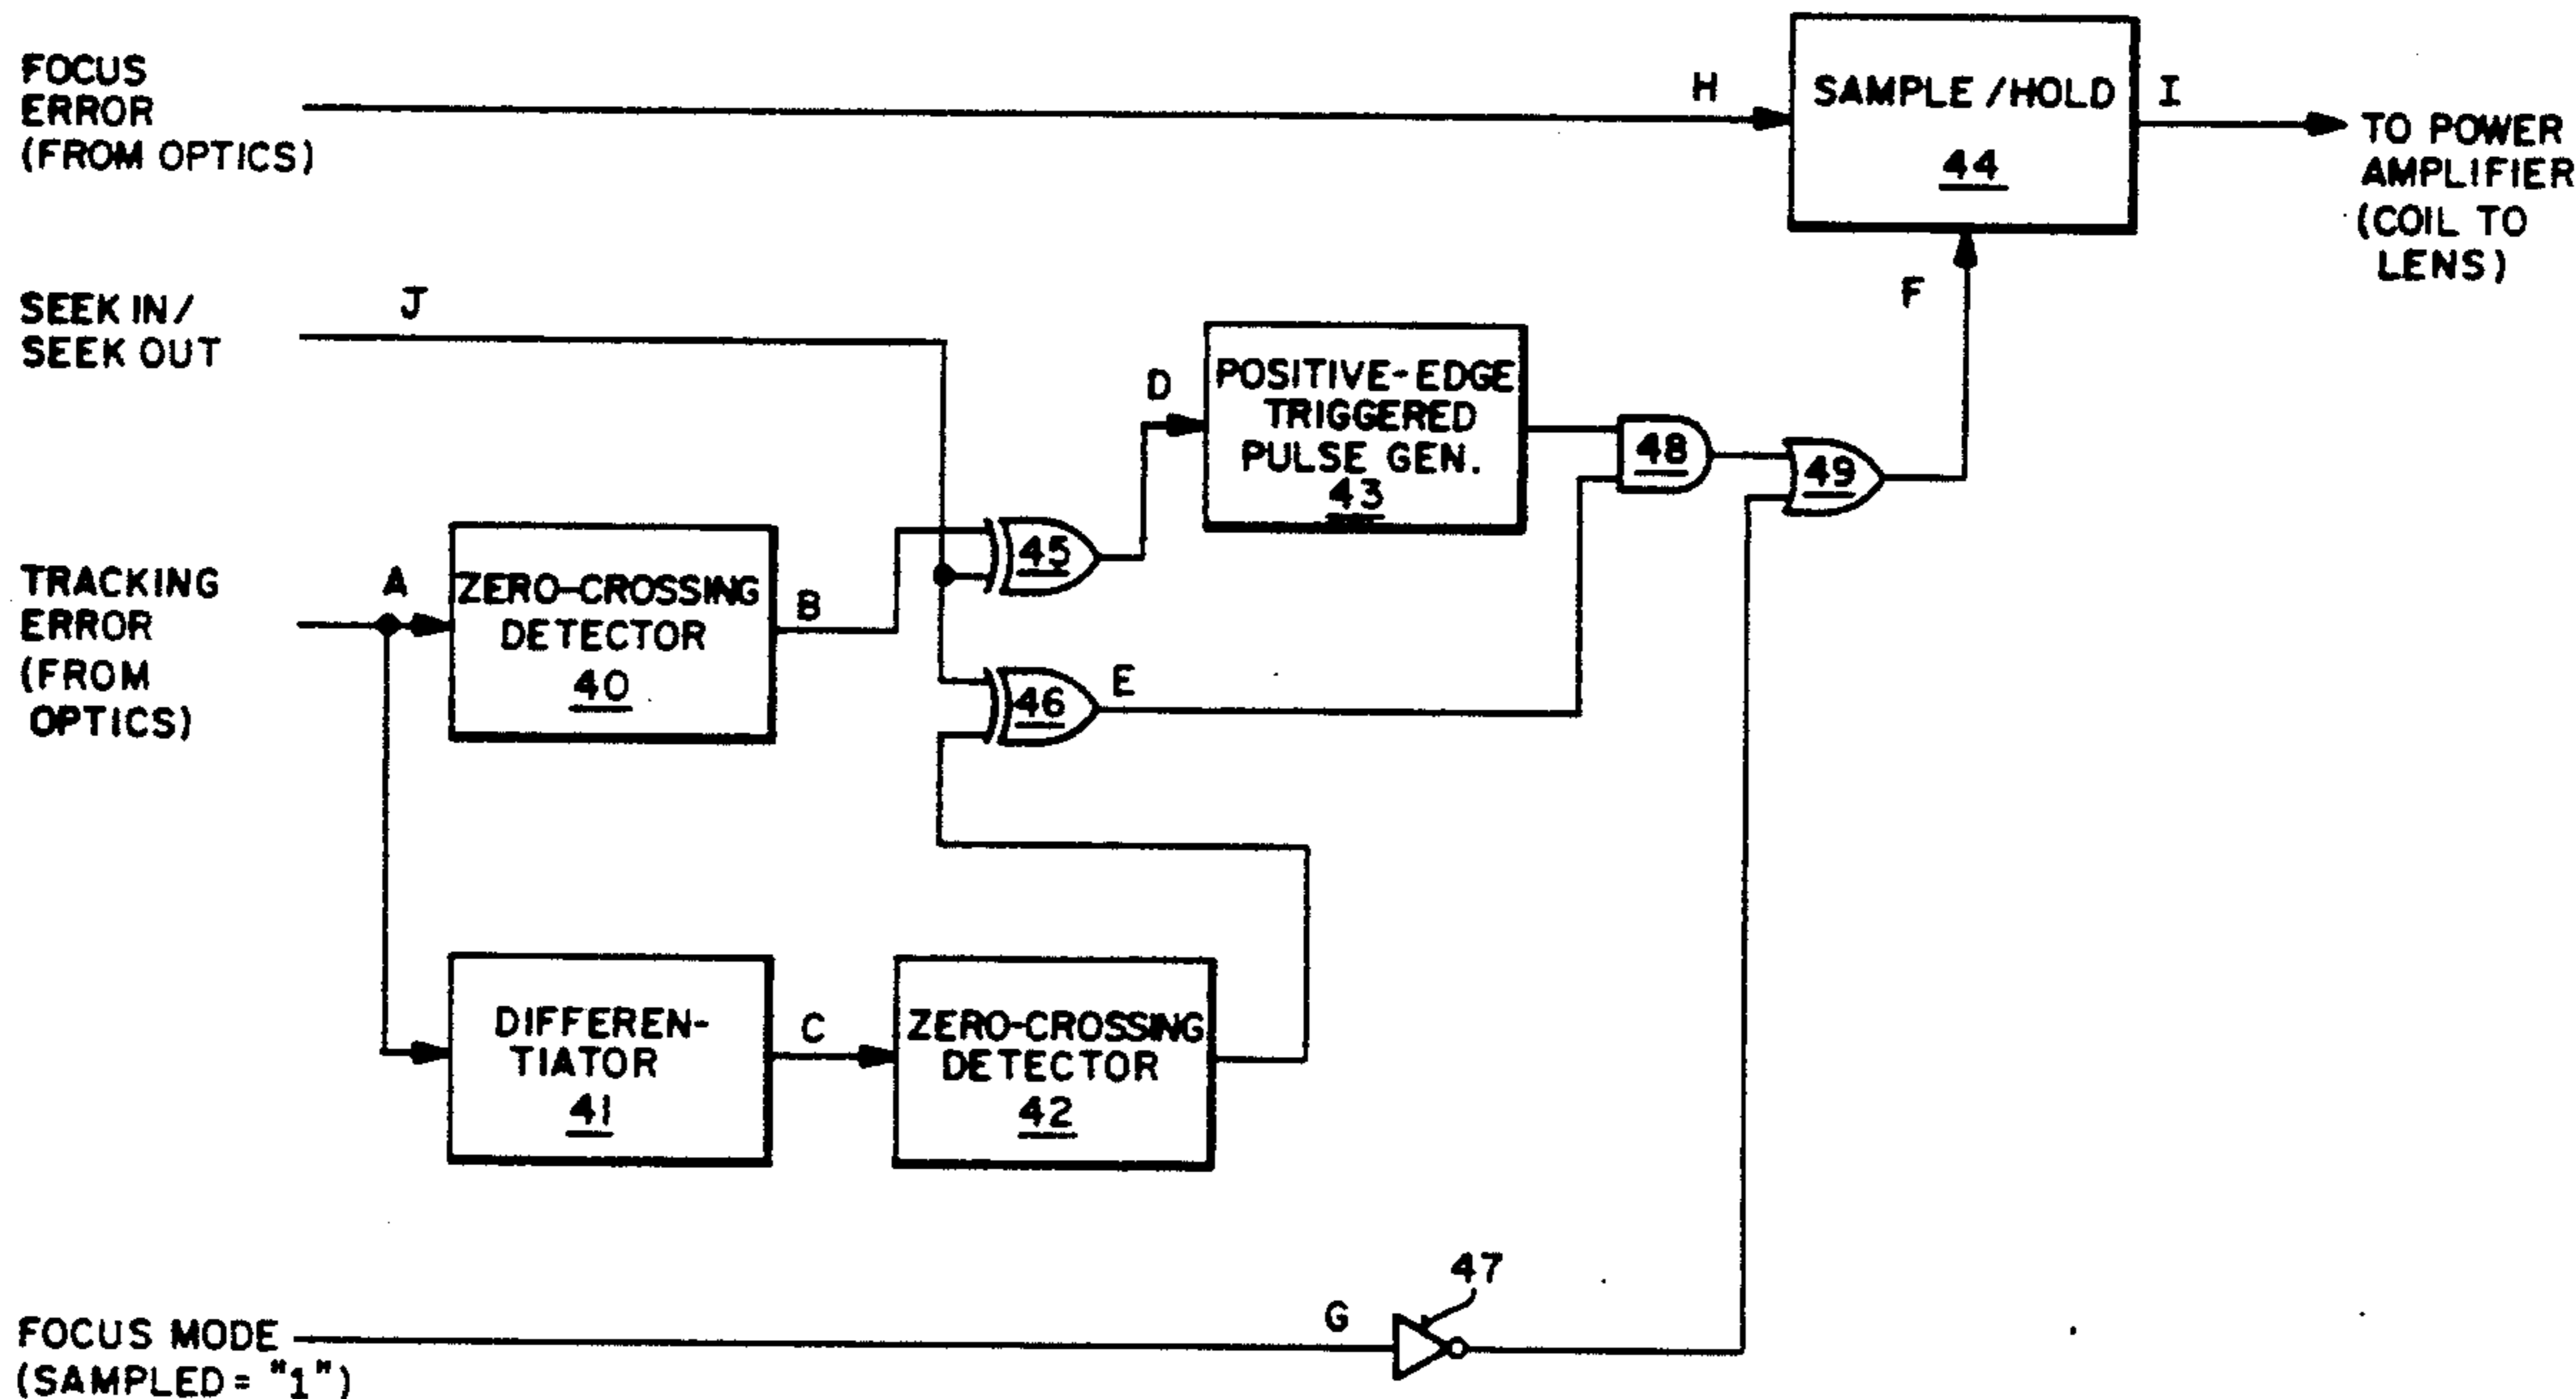 FOCUS
ERROR
(FROM OPTICS)
H
SAMPLE/HOLD
44
I
TO POWER
AMPLIFIER
(COIL TO
LENS)
F
SEEK IN/
SEEK OUT
J
D
POSITIVE-EDGE
TRIGGERED
PULSE GEN.
43
48
49
TRACKING
ERROR
(FROM
OPTICS)
A
ZERO-CROSSING
DETECTOR
40
B
45
46
E
DIFFEREN-
TIATOR
41
C
ZERO-CROSSING
DETECTOR
42
FOCUS MODE
(SAMPLED = "1")
G
47